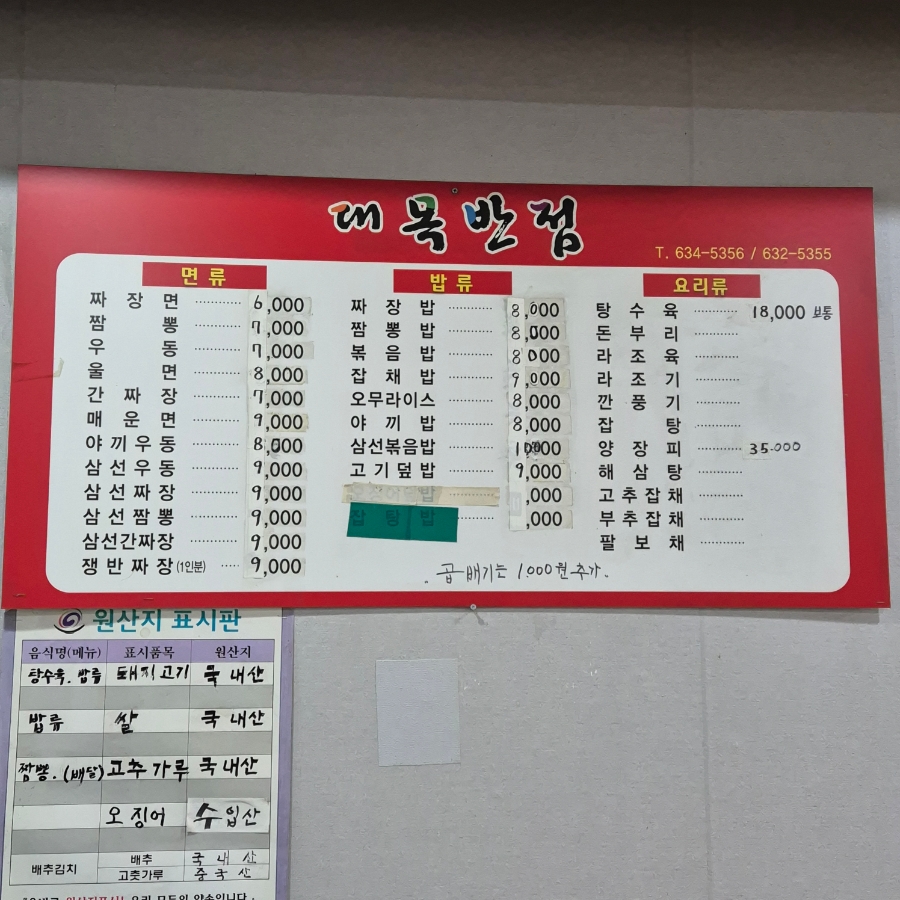 대목반점
T. 634-5356 / 632-5355
면류
짜장면 6,000
짬뽕 7,000
우동 7,000
울면 8,000
간짜장 7,000
매운면 9,000
야끼우동 8,000
삼선우동 9,000
삼선짜장 9,000
삼선짬뽕 9,000
삼선간짜장 9,000
쟁반짜장(1인분) 9,000
밥류
짜장밥 8,000
짬뽕밥 8,000
볶음밥 8,000
잡채밥 9,000
오무라이스 8,000
야끼밥 8,000
삼선볶음밥
고기덮밥 9,000
밥 ,000
잡탕밥 ,000
요리류
탕수육 18,000 보통
돈부리
라조육
라조기
깐풍기
잡탕
양장피 35.000
해삼탕
고추잡채
부추잡채
팔보채
. 곱배기는 1.000원 추가.
원산지 표시판
음식명(메뉴) 표시품목 원산지
탕수육. 밥류 돼지고기 국내산
밥류 쌀 국내산
짬뽕. (배달) 고추가루 국내산
오징어 수입산
배추김치 배추 국내산
고춧가루 중국산